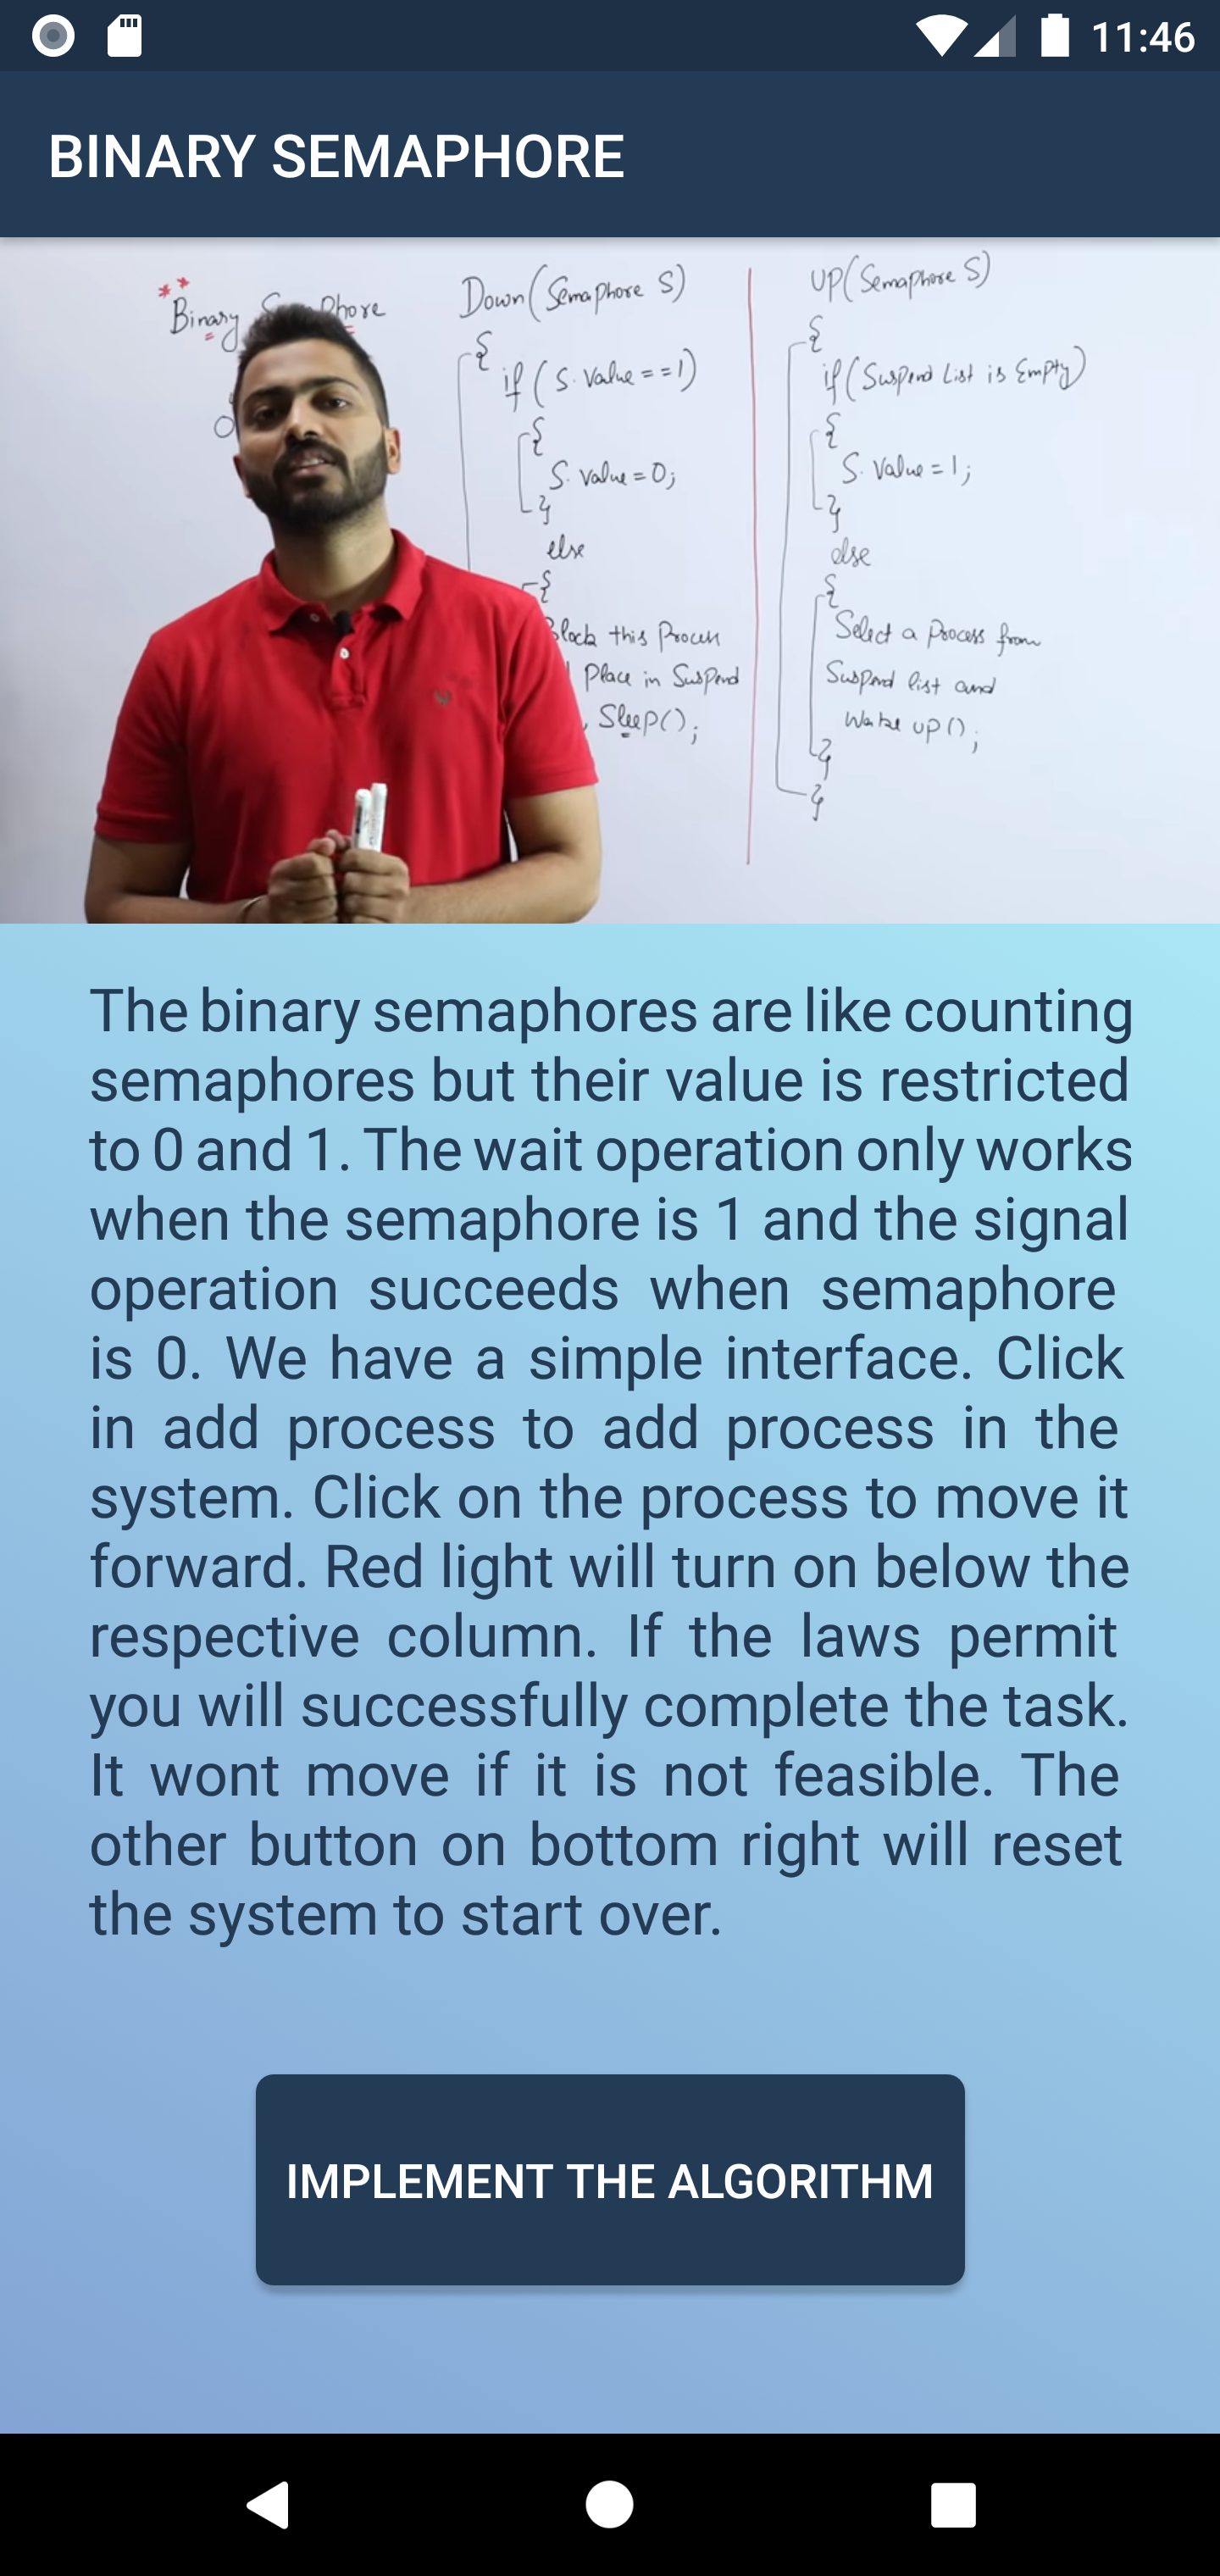 11:46
BINARY SEMAPHORE
**
Binary Semaphore
Down(Semaphore S)
{
if (S. Value==1)
{
S. Value=0;
}
else
{
Block this Process
Place in Suspend
, Sleep();
UP(Semaphore S)
{
if(Suspend List is Empty)
{
S. Value=1;
}
else
{
Select a Process from
Suspend list and
Wake up();
}
}
The binary semaphores are like counting
semaphores but their value is restricted
to 0 and 1. The wait operation only works
when the semaphore is 1 and the signal
operation succeeds when semaphore
is 0. We have a simple interface. Click
in add process to add process in the
system. Click on the process to move it
forward. Red light will turn on below the
respective column. If the laws permit
you will successfully complete the task.
It wont move if it is not feasible. The
other button on bottom right will reset
the system to start over.
IMPLEMENT THE ALGORITHM